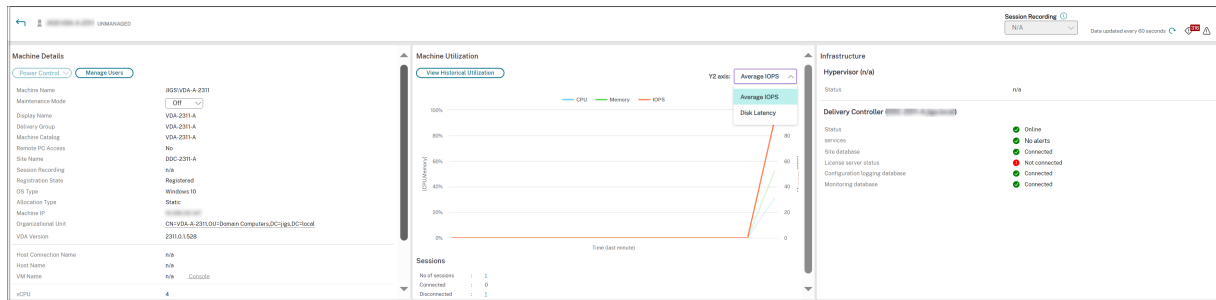 UNMANAGED
Session Recording
N/A
Data updated every 60 seconds
Machine Details
Power Control
Manage Users
Machine Name JIGS\VDA-A-2311
Maintenance Mode Off
Display Name VDA-2311-A
Delivery Group VDA-2311-A
Machine Catalog VDA-2311-A
Remote PC Access No
Site Name DDC-2311-A
Session Recording n/a
Registration State Registered
OS Type Windows 10
Allocation Type Static
Machine IP
Organizational Unit CN=VDA-A-2311,OU=Domain Computers,DC=jigs,DC=local
VDA Version 2311.0.1.528
Host Connection Name n/a
Host Name n/a
VM Name n/a Console
vCPU 4
Machine Utilization
View Historical Utilization
Y2 axis: Average IOPS
Average IOPS
Disk Latency
CPU Memory IOPS
100%
80% 80
60% 60
40% 40
20% 20
0% 0
(CPU,Memory)
Time (last minute)
Sessions
No of sessions : 1
Connected : 0
Disconnected : 1
Infrastructure
Hypervisor (n/a)
Status n/a
Delivery Controller (
Status Online
services No alerts
Site database Connected
License server status Not connected
Configuration logging database Connected
Monitoring database Connected